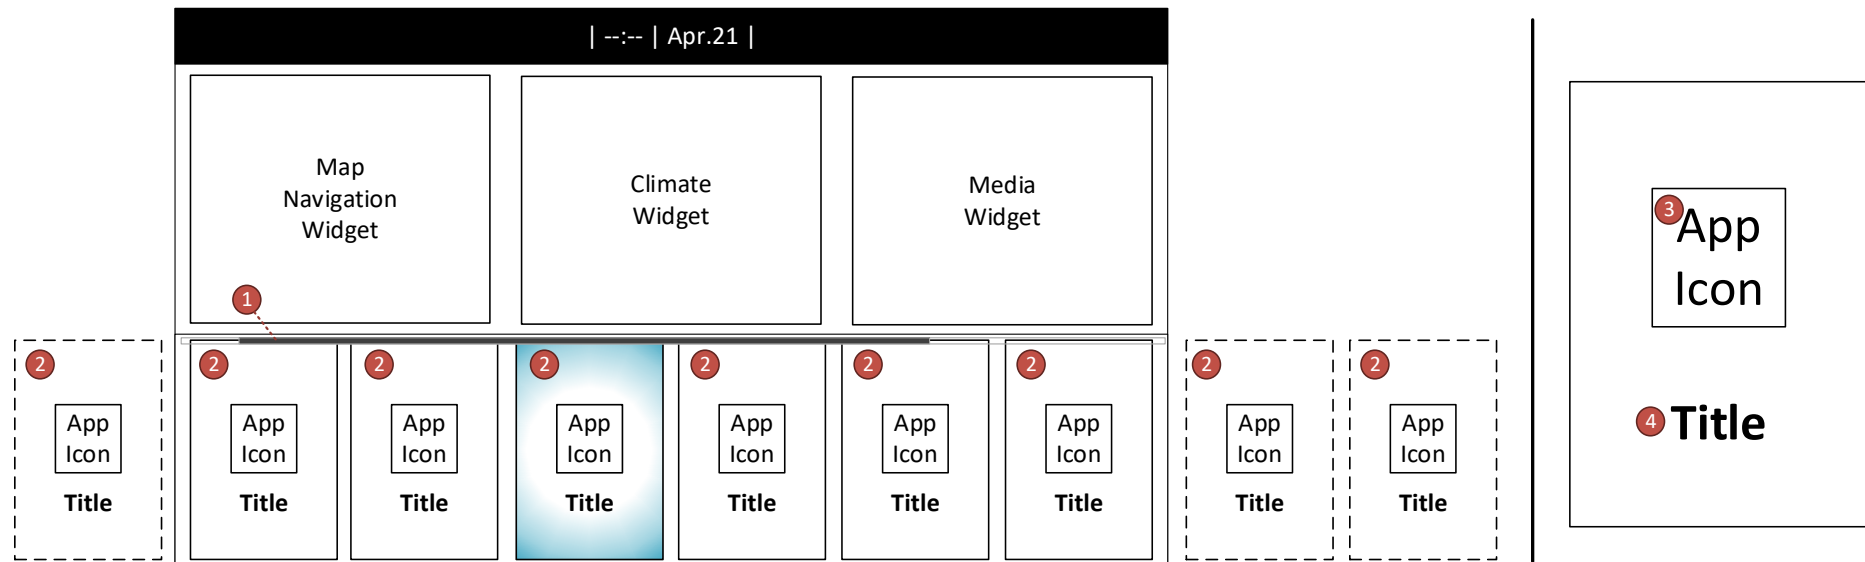 | --:-- | Apr.21 |
Map
Navigation
Widget
Climate
Widget
Media
Widget
1
2
App
Icon
Title
2
App
Icon
Title
2
App
Icon
Title
2
App
Icon
Title
2
App
Icon
Title
2
App
Icon
Title
2
App
Icon
Title
2
App
Icon
Title
2
App
Icon
Title
3
App
Icon
4
Title